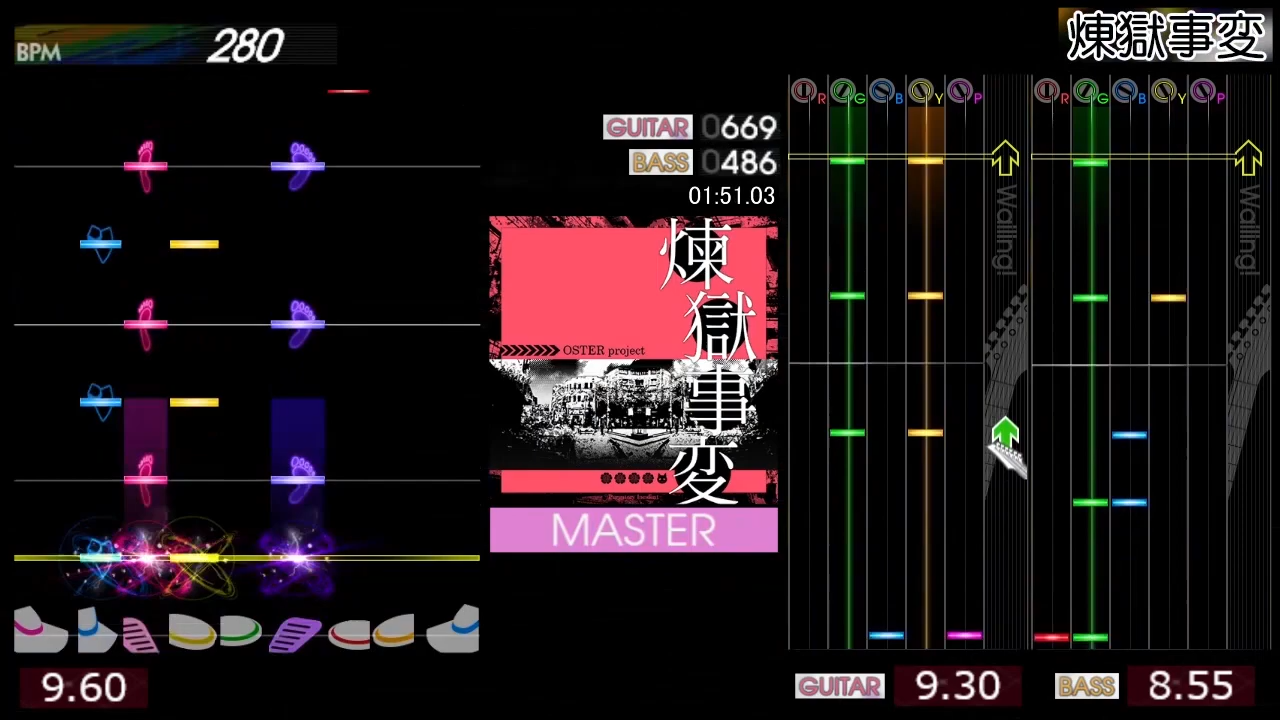 BPM 280
煉獄事変
GUITAR 0669
BASS 0486
01:51.03
煉獄事変
OSTER project
MASTER
R G B Y P
R G B Y P
Wailing!
Wailing!
9.60
GUITAR 9.30
BASS 8.55